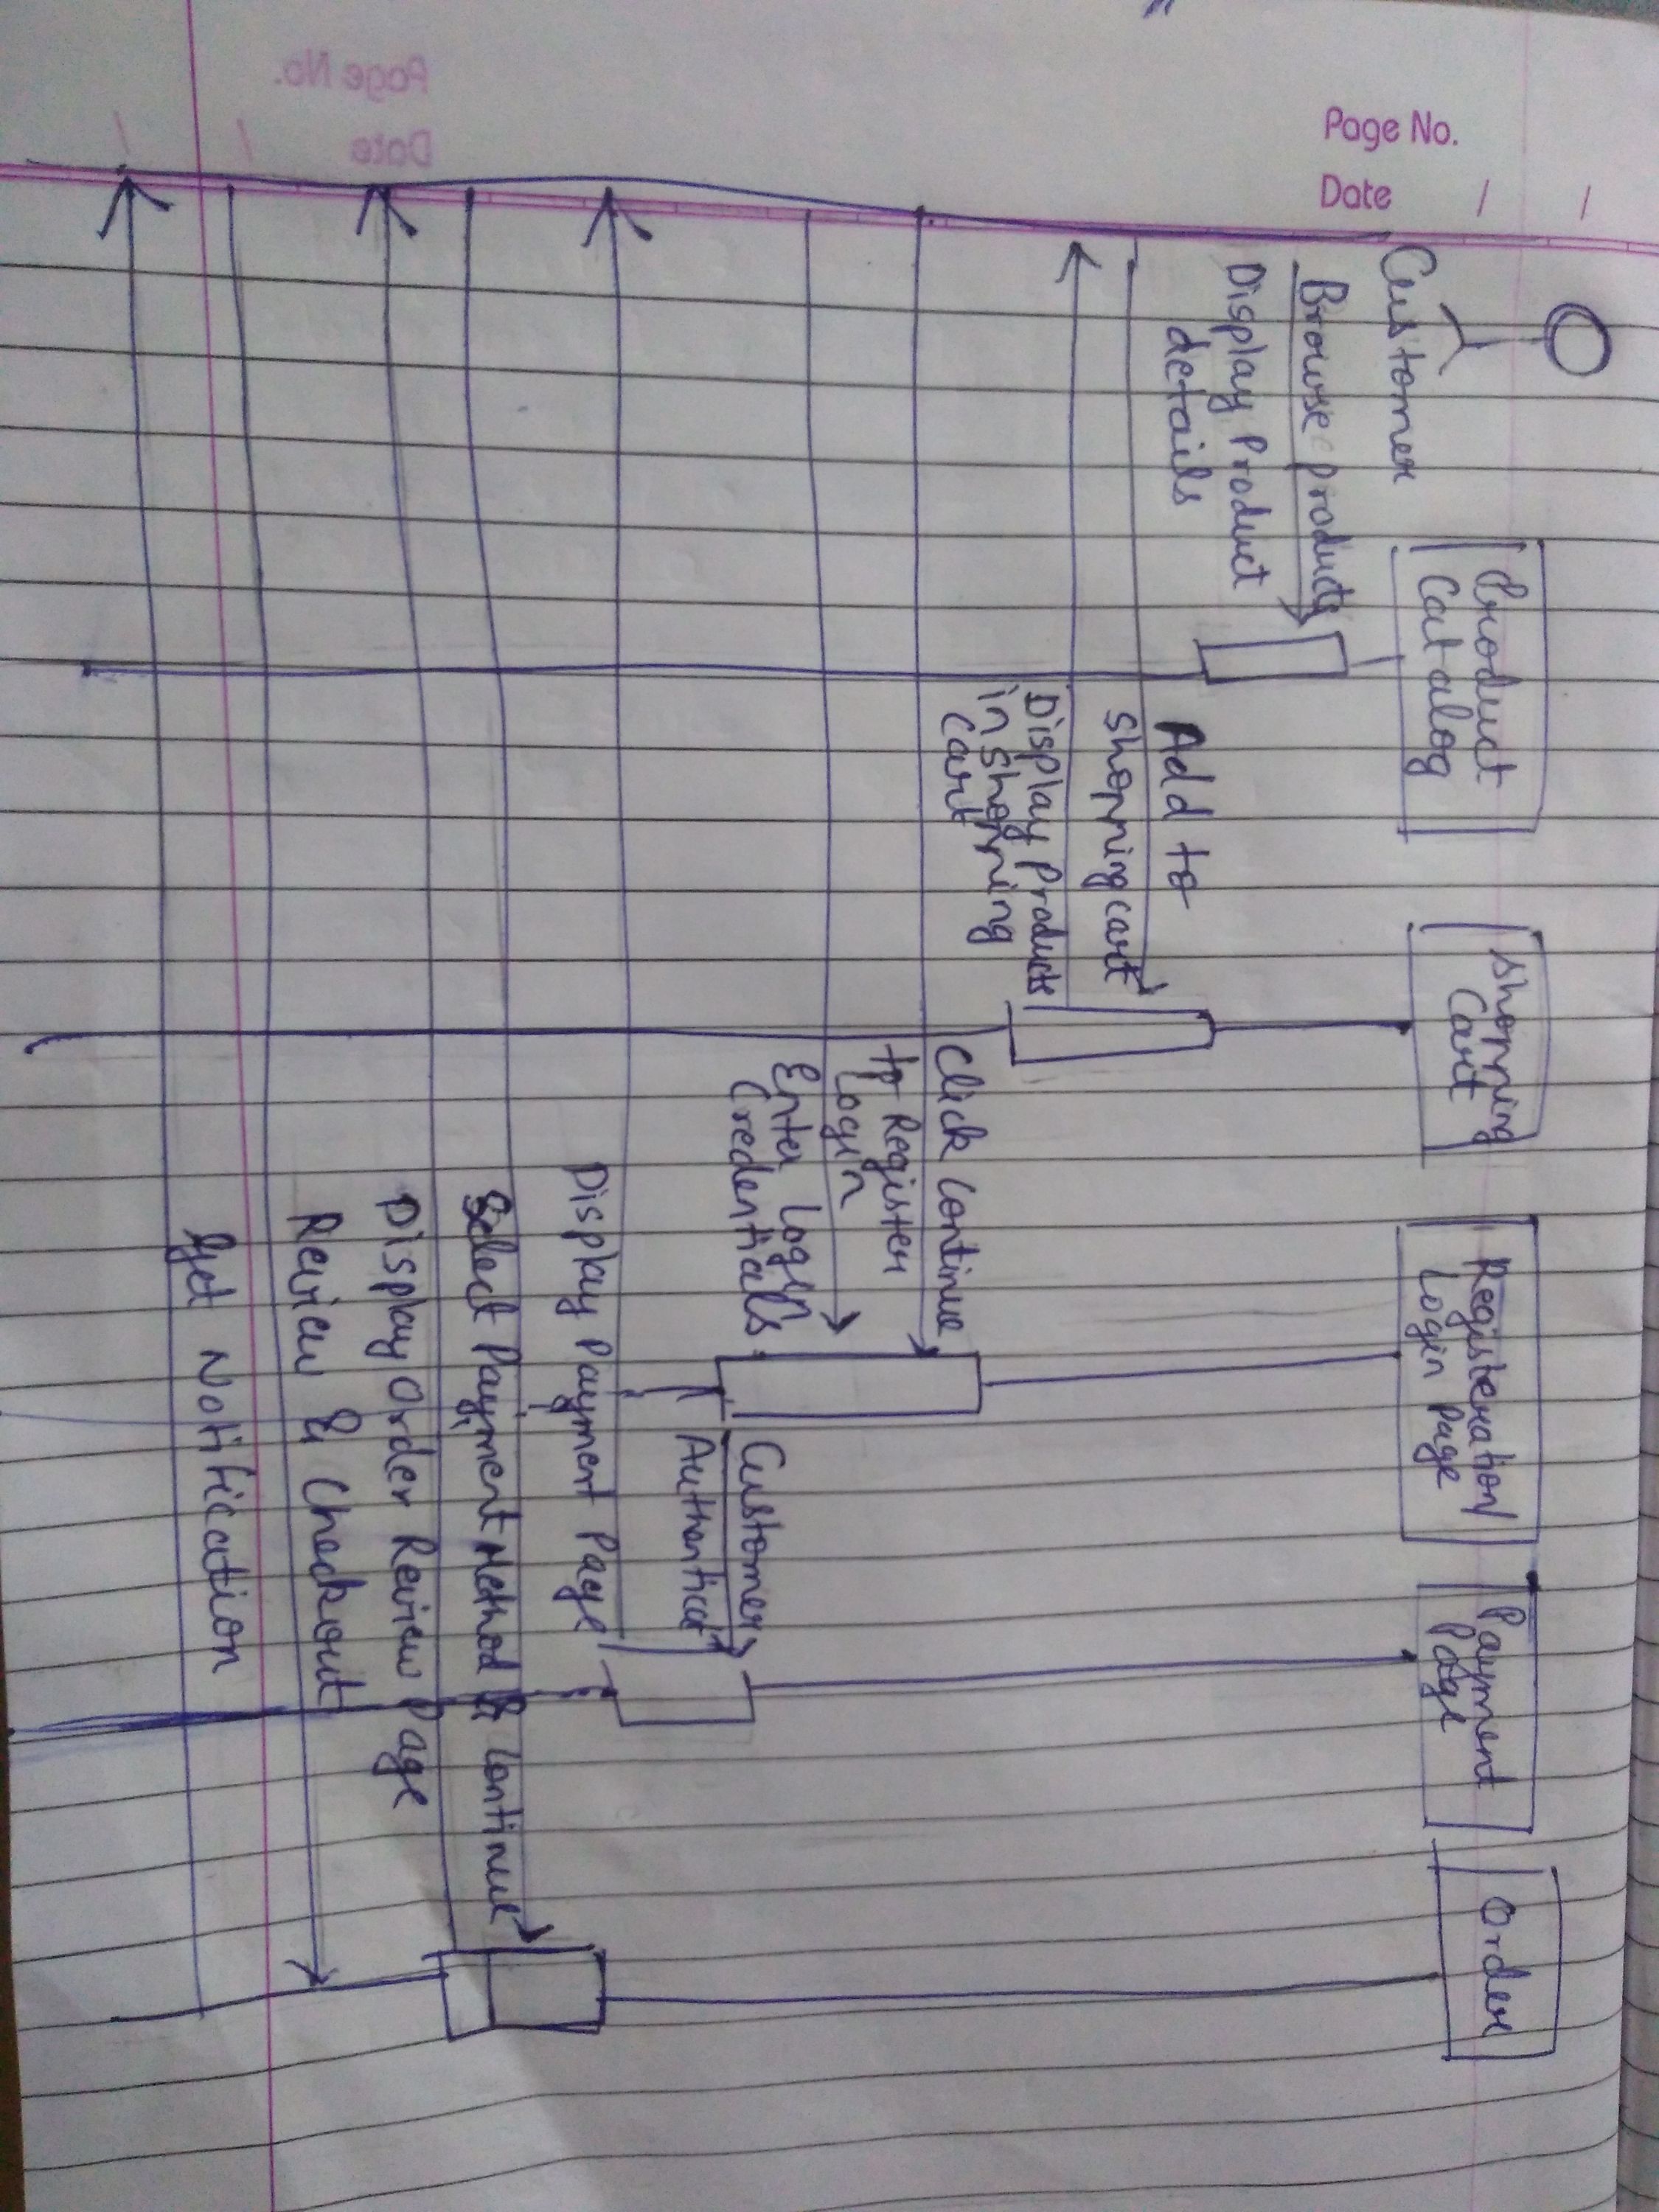 Page No.
Date / /
Customer
Product
Catalog
Shopping
Cart
Registeration/
Login Page
Payment
Page
Order
Browse products
Display Product
details
Add to
shopping cart
Display Products
in shopping
cart
Click Continue
to Register
Login
Enter Login
Credentials
Customer
Display Payment Page
Select Payment Method & Continue
Display Order Review Page
Review & Checkout
Get Notification
Page No.
Date / /